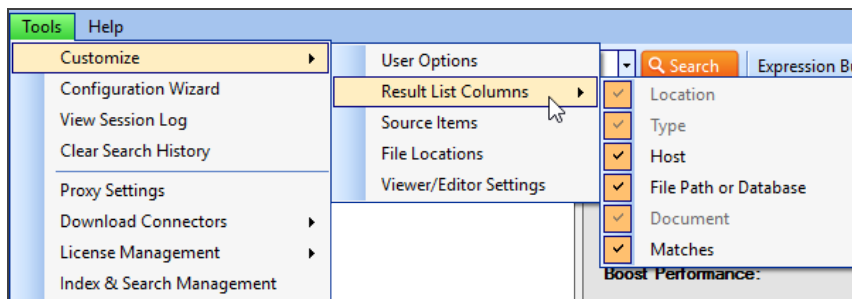 Tools Help
Customize
Configuration Wizard
View Session Log
Clear Search History
Proxy Settings
Download Connectors
License Management
Index & Search Management
User Options
Result List Columns
Source Items
File Locations
Viewer/Editor Settings
Search Expression
Location
Type
Host
File Path or Database
Document
Matches
Boost Performance: